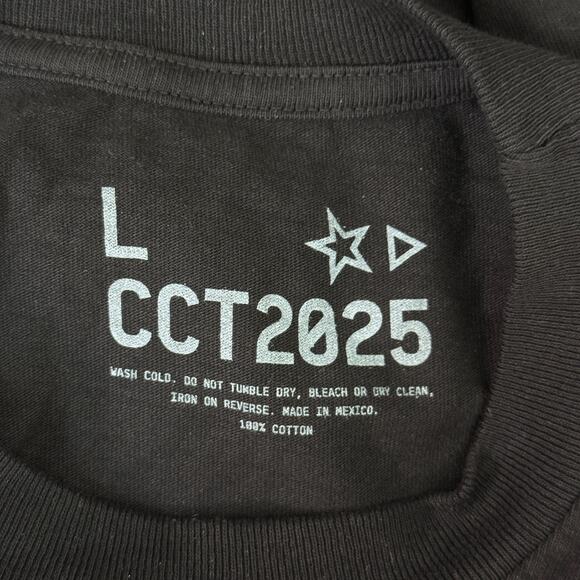 L
CCT2025
WASH COLD. DO NOT TUMBLE DRY, BLEACH OR DRY CLEAN,
IRON ON REVERSE. MADE IN MEXICO.
100% COTTON